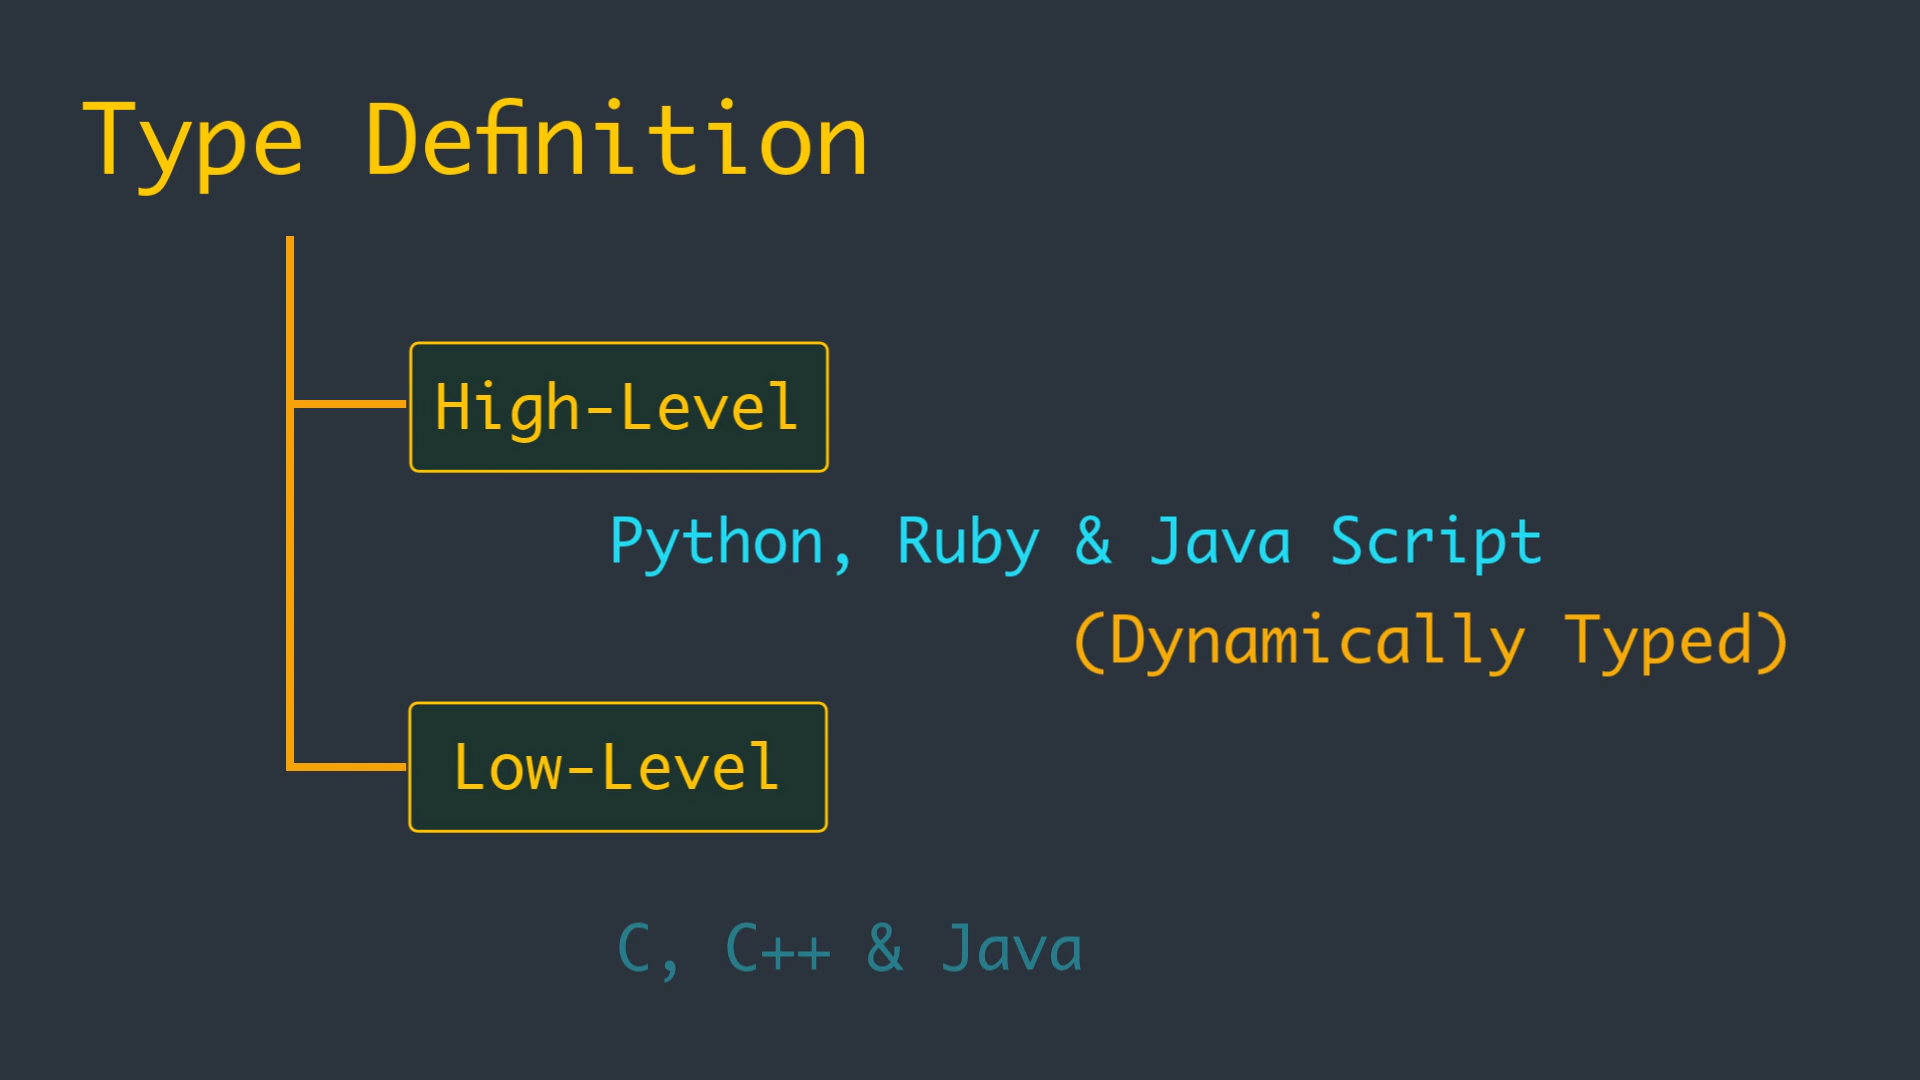 Type Definition
High-Level
Python, Ruby & Java Script
(Dynamically Typed)
Low-Level
C, C++ & Java